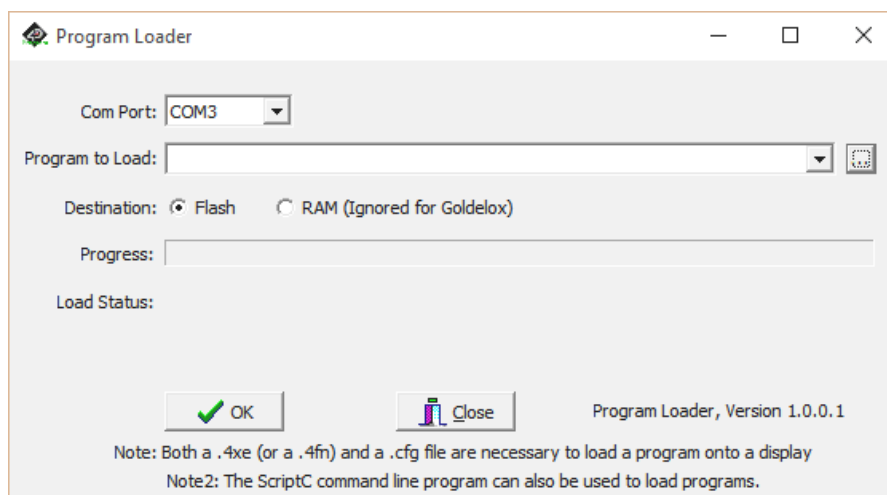 Program Loader
Com Port: COM3
Program to Load:
Destination: Flash RAM (Ignored for Goldelox)
Progress:
Load Status:
OK Close Program Loader, Version 1.0.0.1
Note: Both a .4xe (or a .4fn) and a .cfg file are necessary to load a program onto a display
Note2: The ScriptC command line program can also be used to load programs.